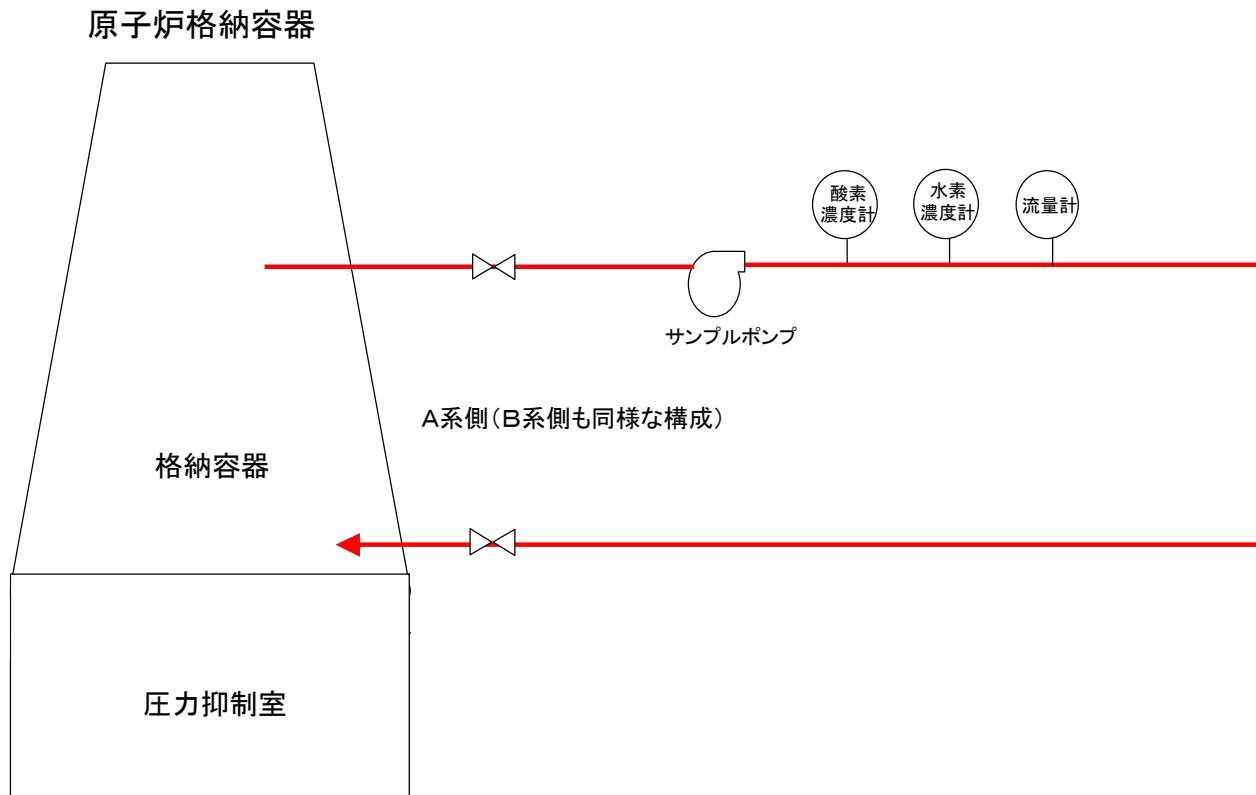 原子炉格納容器
酸素
濃度計
水素
濃度計
流量計
サンプルポンプ
A系側(B系側も同様な構成)
格納容器
圧力抑制室